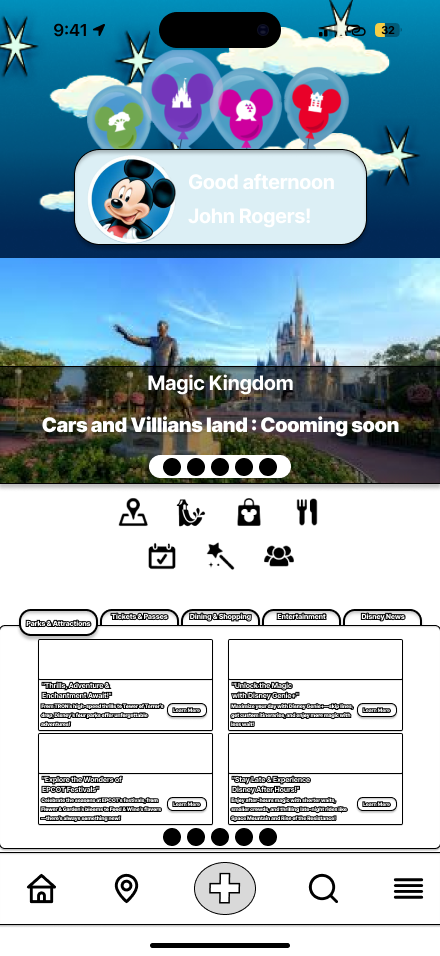 9:41
32
Good afternoon
John Rogers!
Magic Kingdom
Cars and Villians land : Cooming soon
Parks & Attractions
Tickets & Passes
Dining & Shopping
Entertainment
Disney News
"Thrills, Adventure &
Enchantment Await!"
From TRON's high-speed thrills to Tower of Terror's
drop, Disney's four parks offer unforgettable
adventures!
Learn More
"Unlock the Magic
with Disney Genie+"
Maximize your day with Disney Genie+—skip lines,
get custom itineraries, and enjoy more magic with
less wait!
Learn More
"Explore the Wonders of
EPCOT Festivals"
Celebrate the seasons at EPCOT's festivals, from
Flower & Garden's blooms to Food & Wine's flavors
—there's always something new!
Learn More
"Stay Late & Experience
Disney After Hours!"
Enjoy after-hours magic with shorter waits,
smaller crowds, and thrilling late-night rides like
Space Mountain and Rise of the Resistance!
Learn More